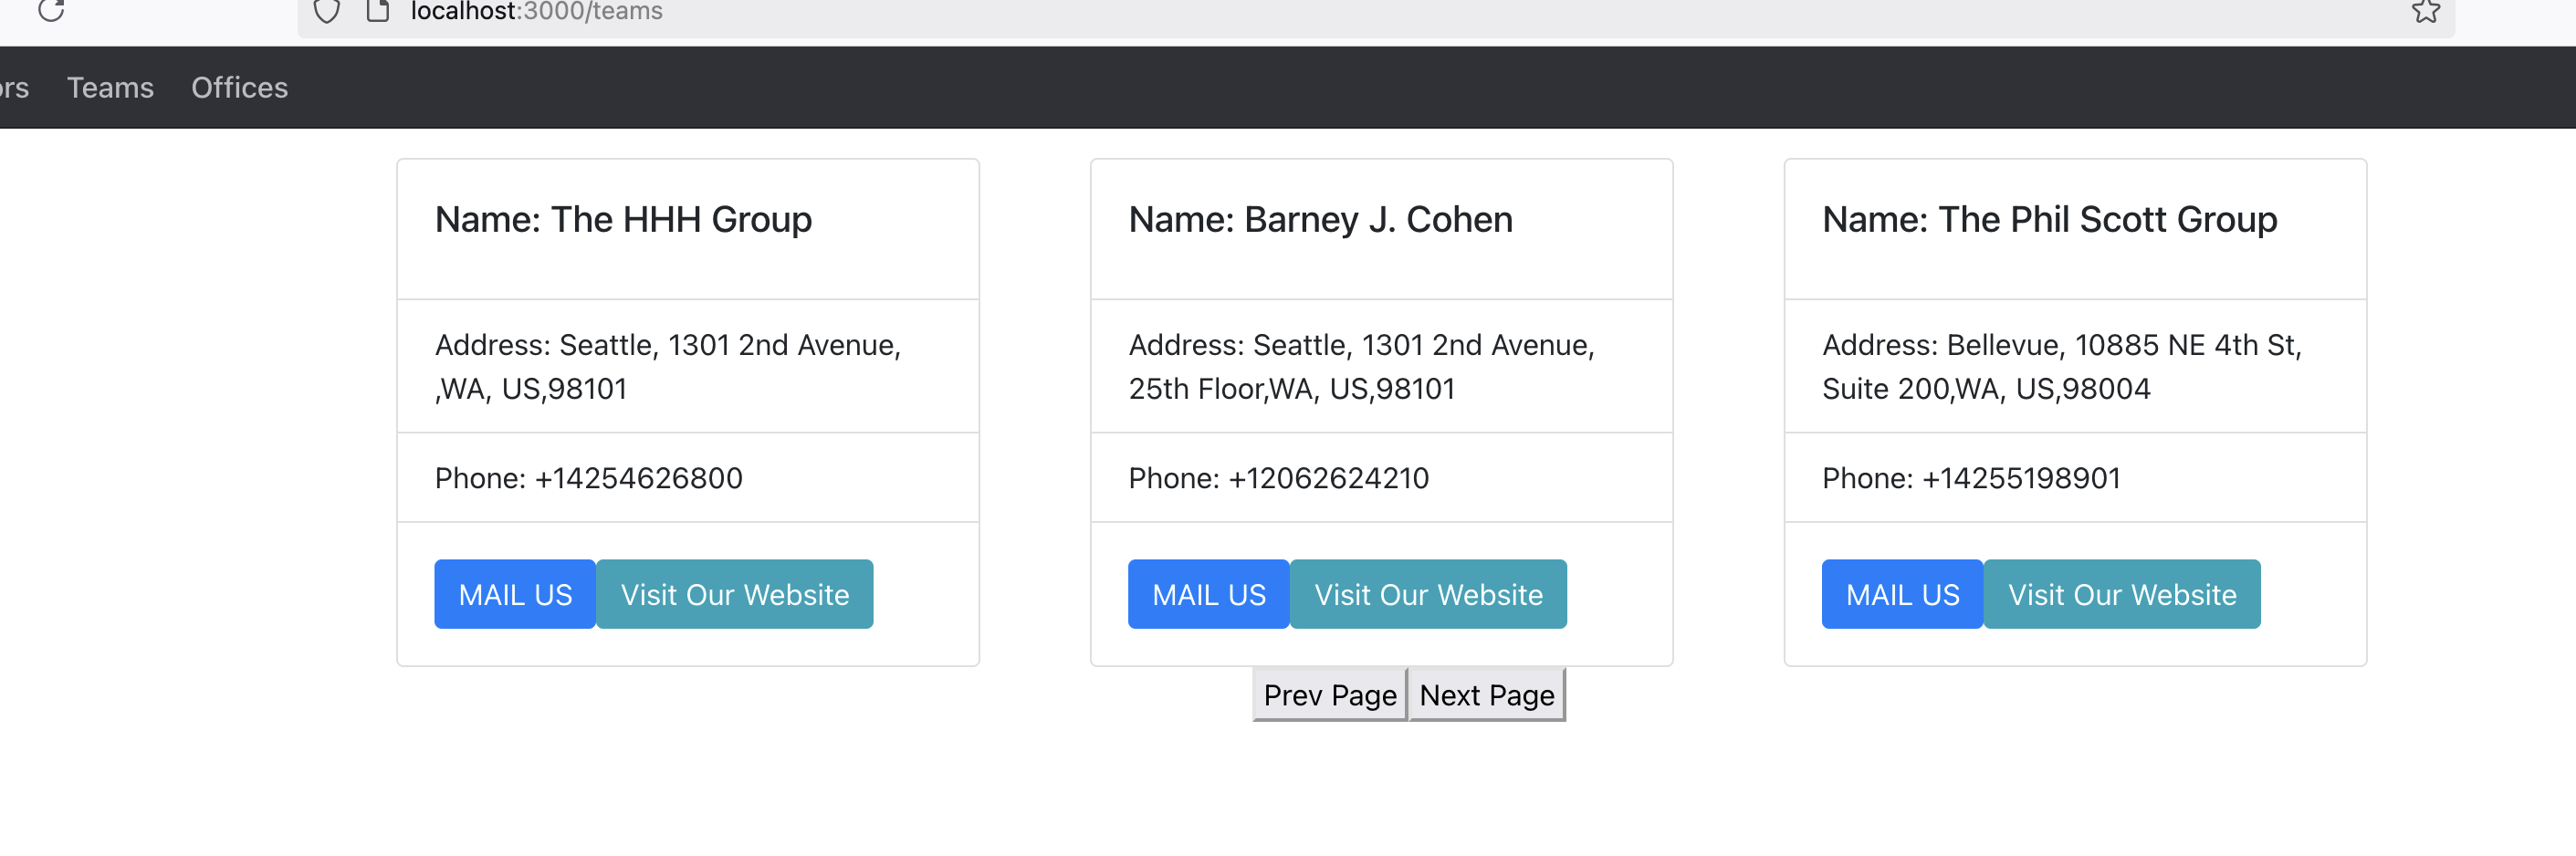 localhost:3000/teams
rs Teams Offices
Name: The HHH Group
Address: Seattle, 1301 2nd Avenue,
,WA, US,98101
Phone: +14254626800
MAIL US Visit Our Website
Name: Barney J. Cohen
Address: Seattle, 1301 2nd Avenue,
25th Floor,WA, US,98101
Phone: +12062624210
MAIL US Visit Our Website
Name: The Phil Scott Group
Address: Bellevue, 10885 NE 4th St,
Suite 200,WA, US,98004
Phone: +14255198901
MAIL US Visit Our Website
Prev Page Next Page